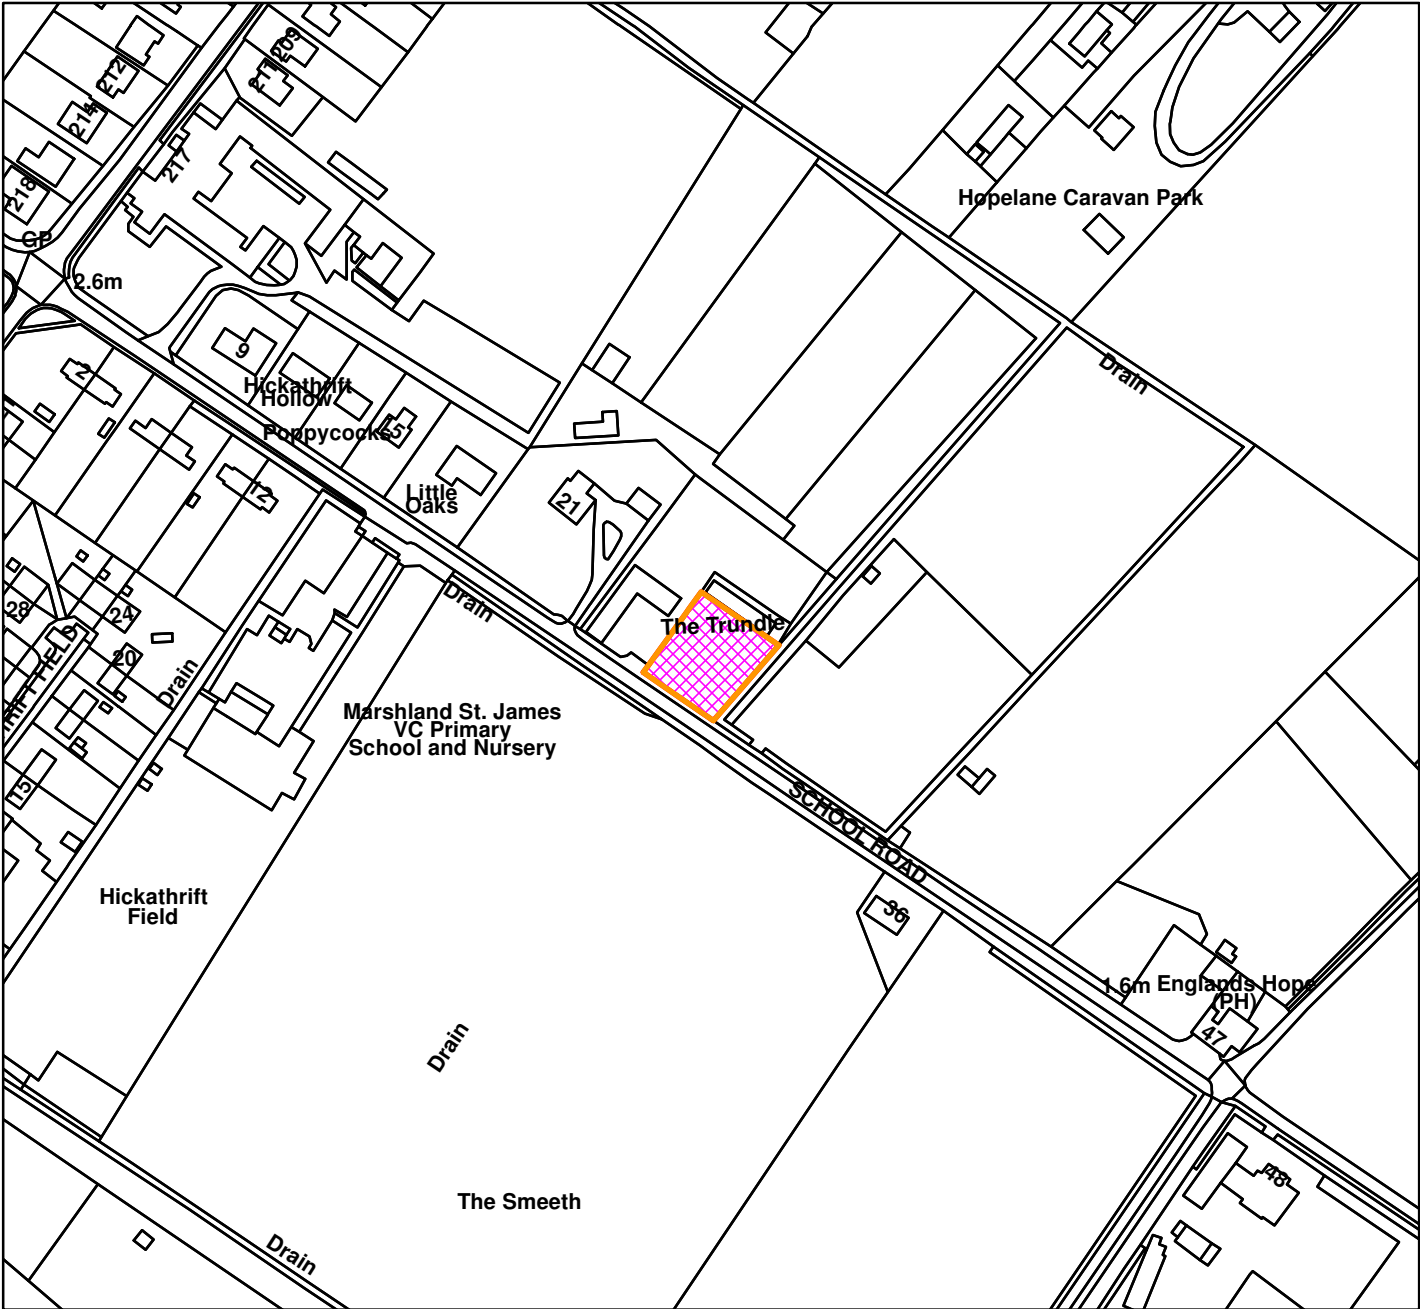 209
211
212
214
217
218
GP
2.6m
Hopelane Caravan Park
Drain
9
2
Hickathrift
Hollow
Poppycocks
5
12
Little
Oaks
21
Drain
28
24
20
Drain
15
The Trundle
Marshland St. James
VC Primary
School and Nursery
SCHOOL ROAD
Hickathrift
Field
36
1.6m
Englands Hope
(PH)
47
Drain
48
The Smeeth
Drain